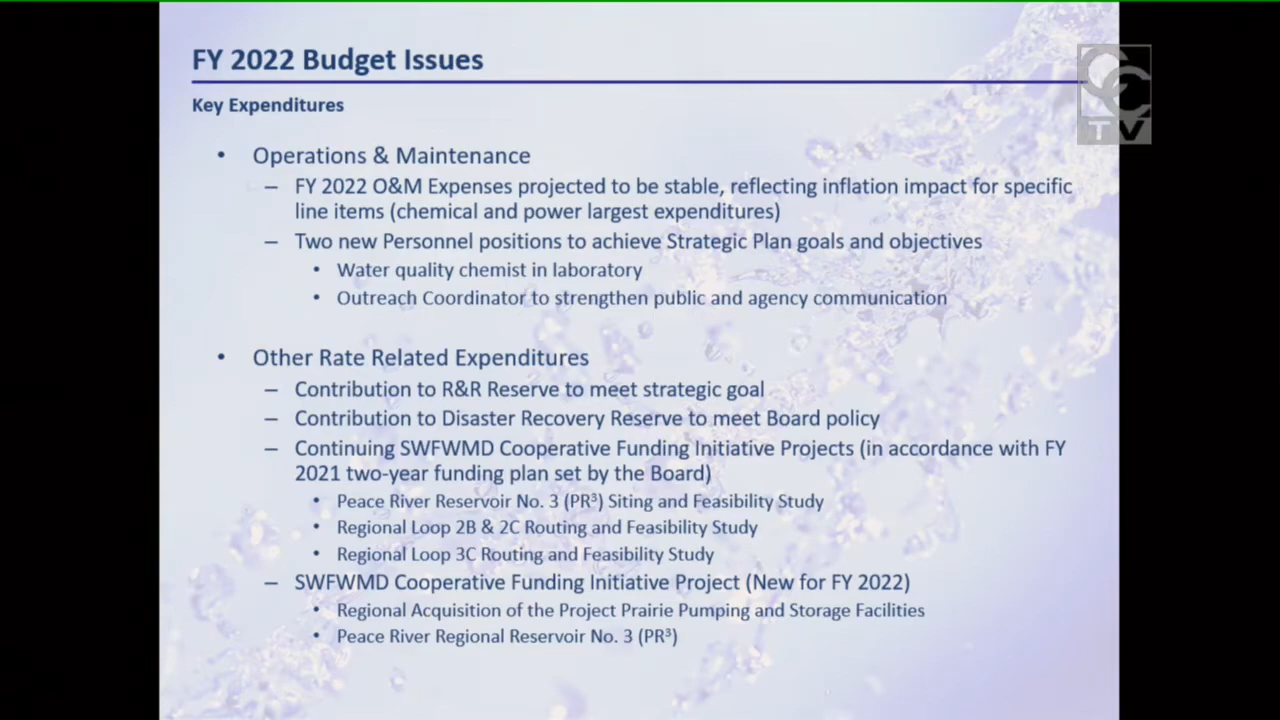 FY 2022 Budget Issues
Key Expenditures
• Operations & Maintenance
– FY 2022 O&M Expenses projected to be stable, reflecting inflation impact for specific
line items (chemical and power largest expenditures)
– Two new Personnel positions to achieve Strategic Plan goals and objectives
• Water quality chemist in laboratory
• Outreach Coordinator to strengthen public and agency communication
• Other Rate Related Expenditures
– Contribution to R&R Reserve to meet strategic goal
– Contribution to Disaster Recovery Reserve to meet Board policy
– Continuing SWFWMD Cooperative Funding Initiative Projects (in accordance with FY
2021 two-year funding plan set by the Board)
• Peace River Reservoir No. 3 (PR³) Siting and Feasibility Study
• Regional Loop 2B & 2C Routing and Feasibility Study
• Regional Loop 3C Routing and Feasibility Study
– SWFWMD Cooperative Funding Initiative Project (New for FY 2022)
• Regional Acquisition of the Project Prairie Pumping and Storage Facilities
• Peace River Regional Reservoir No. 3 (PR³)
CC
TV